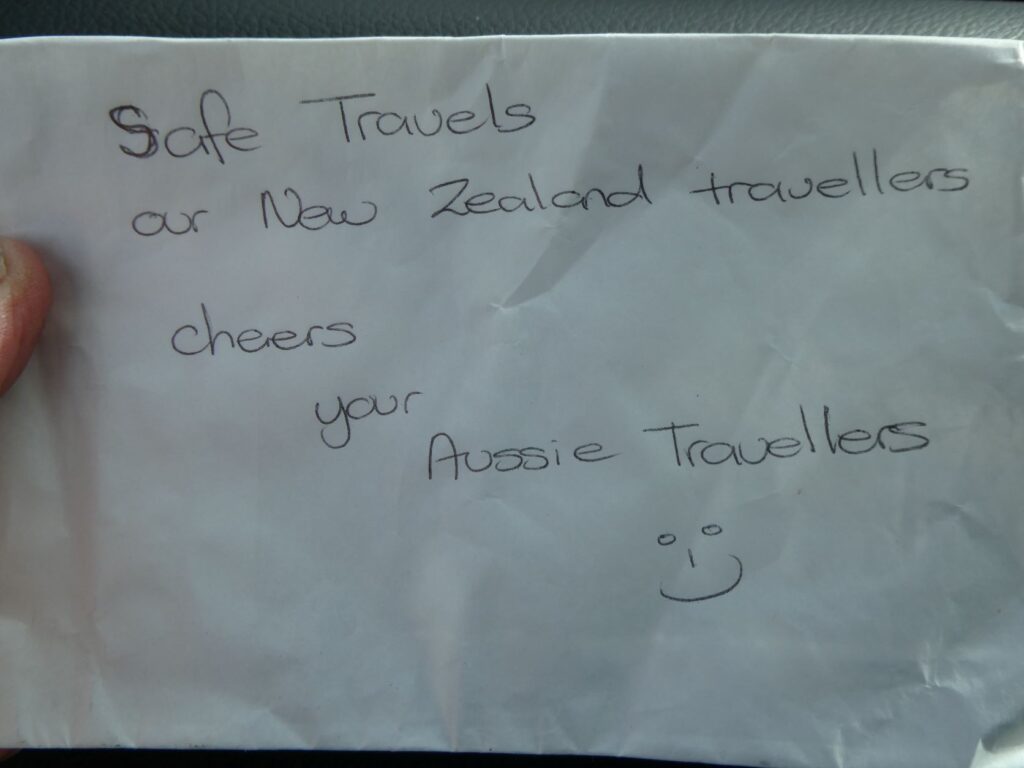 Safe Travels
our New Zealand travellers
cheers
your
Aussie Travellers